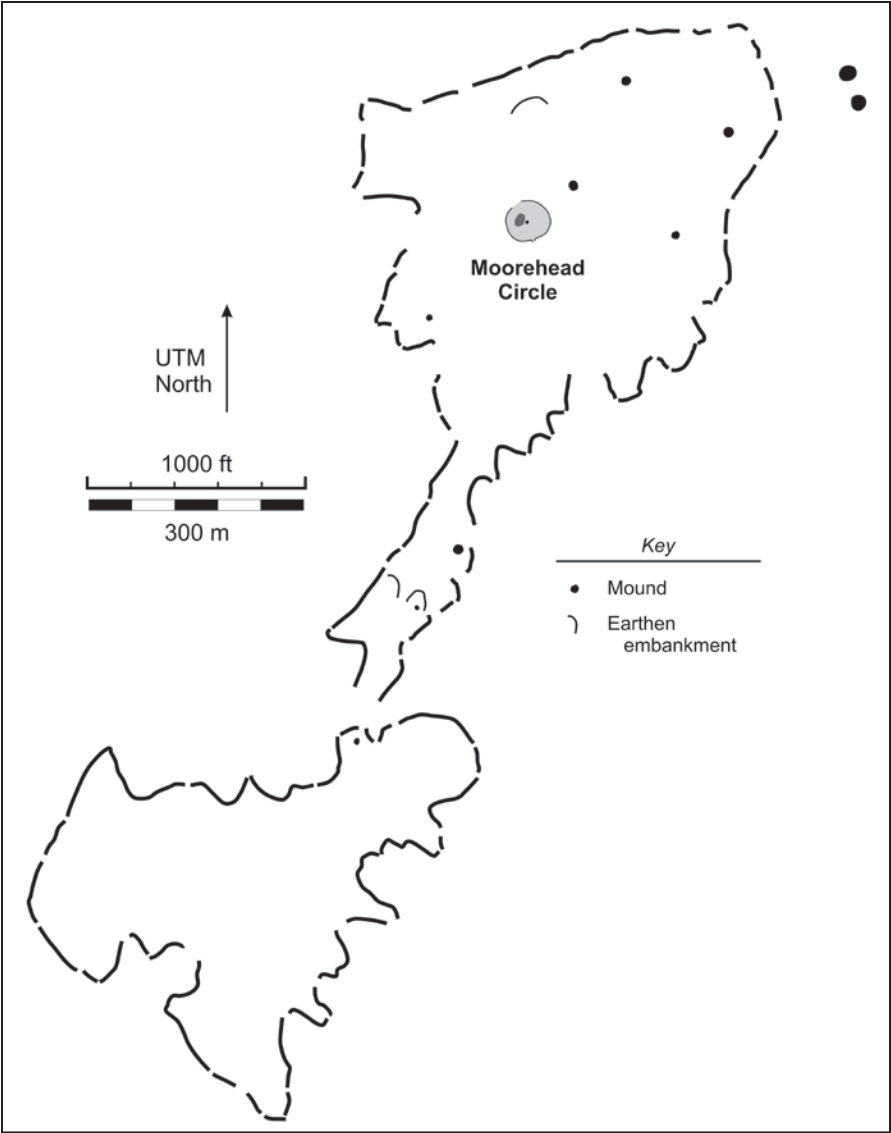 Moorehead
Circle
UTM
North
1000 ft
300 m
Key
Mound
Earthen
embankment